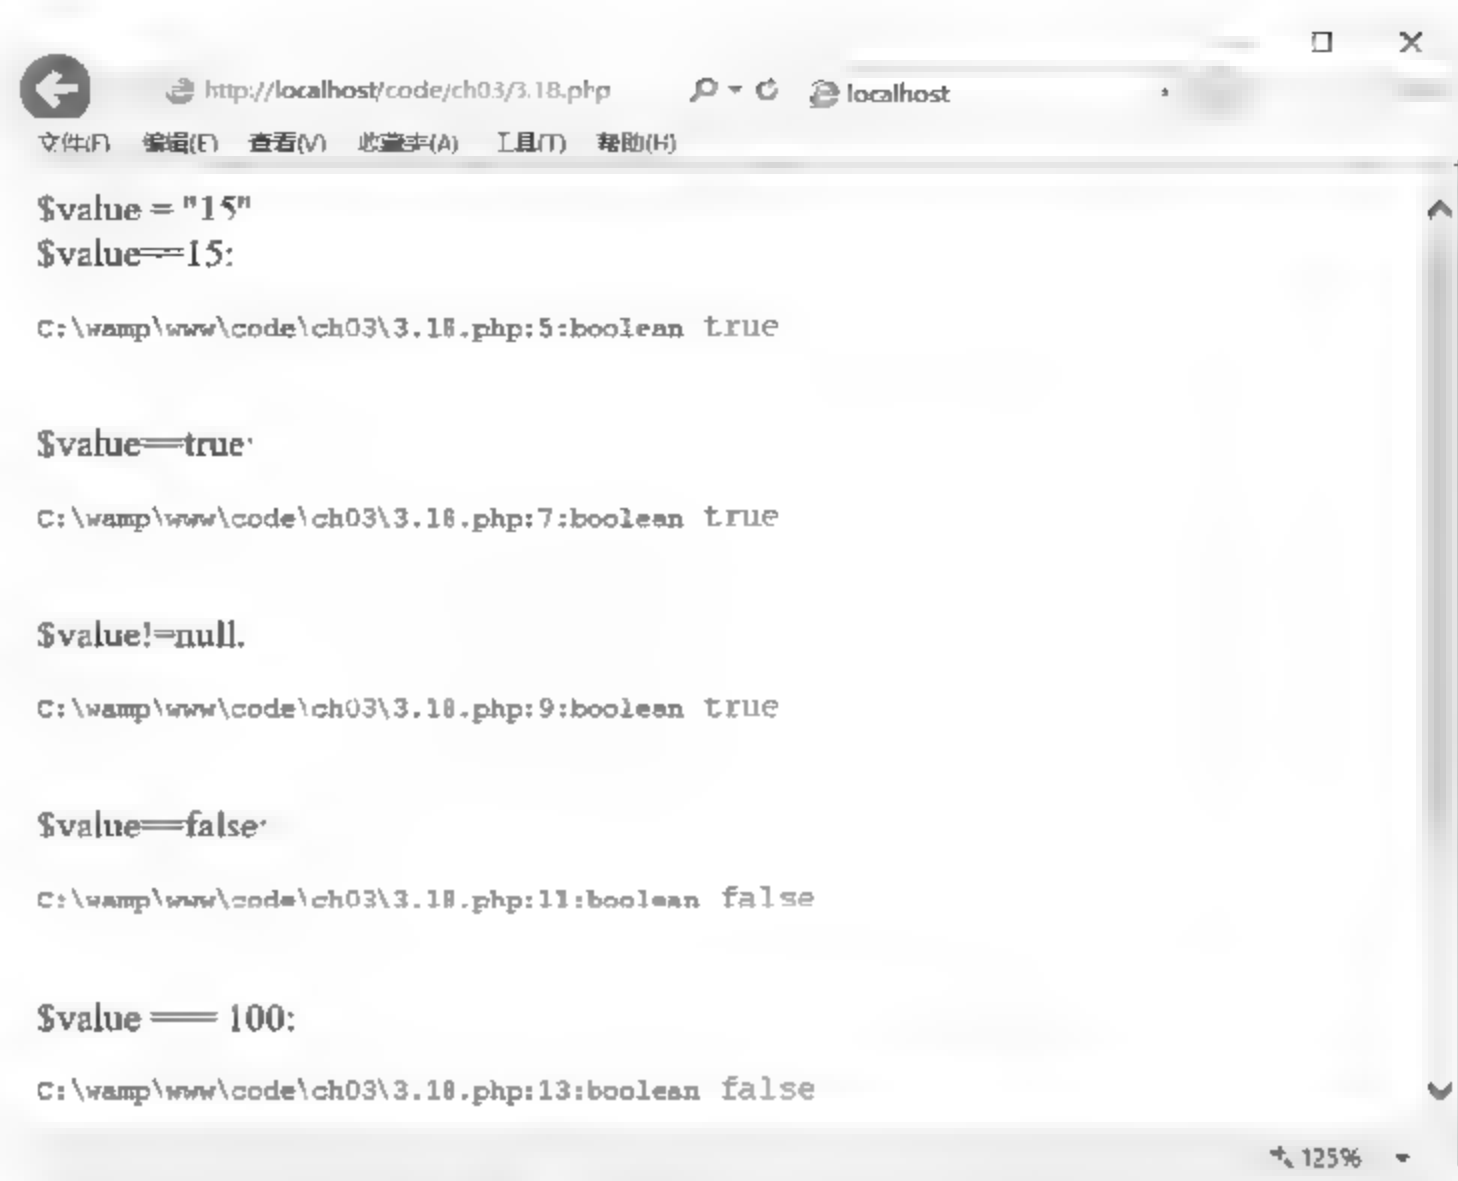 http://localhost/code/ch03/3.18.php localhost
文件(F) 编辑(E) 查看(V) 收藏夹(A) 工具(T) 帮助(H)
$value = "15"
$value==15:
C:\wamp\www\code\ch03\3.18.php:5:boolean true
$value==true:
C:\wamp\www\code\ch03\3.18.php:7:boolean true
$value!=null:
C:\wamp\www\code\ch03\3.18.php:9:boolean true
$value==false:
C:\wamp\www\code\ch03\3.18.php:11:boolean false
$value === 100:
C:\wamp\www\code\ch03\3.18.php:13:boolean false
125%